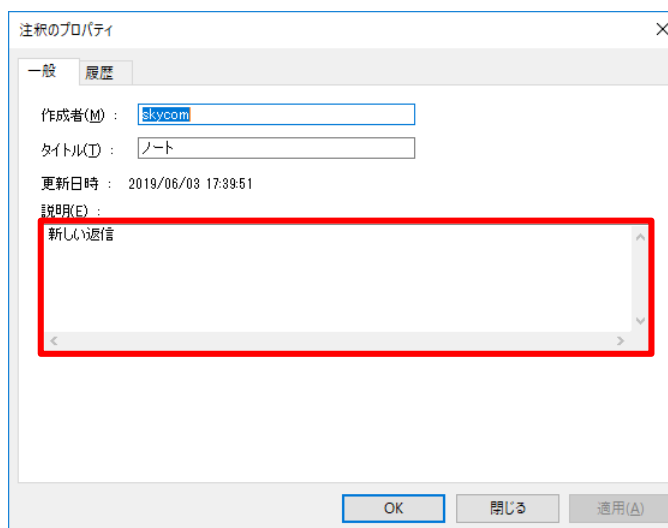 注釈のプロパティ
一般 履歴
作成者(M) : skycom
タイトル(T) : ノート
更新日時 : 2019/06/03 17:39:51
説明(E) :
新しい返信
OK 閉じる 適用(A)